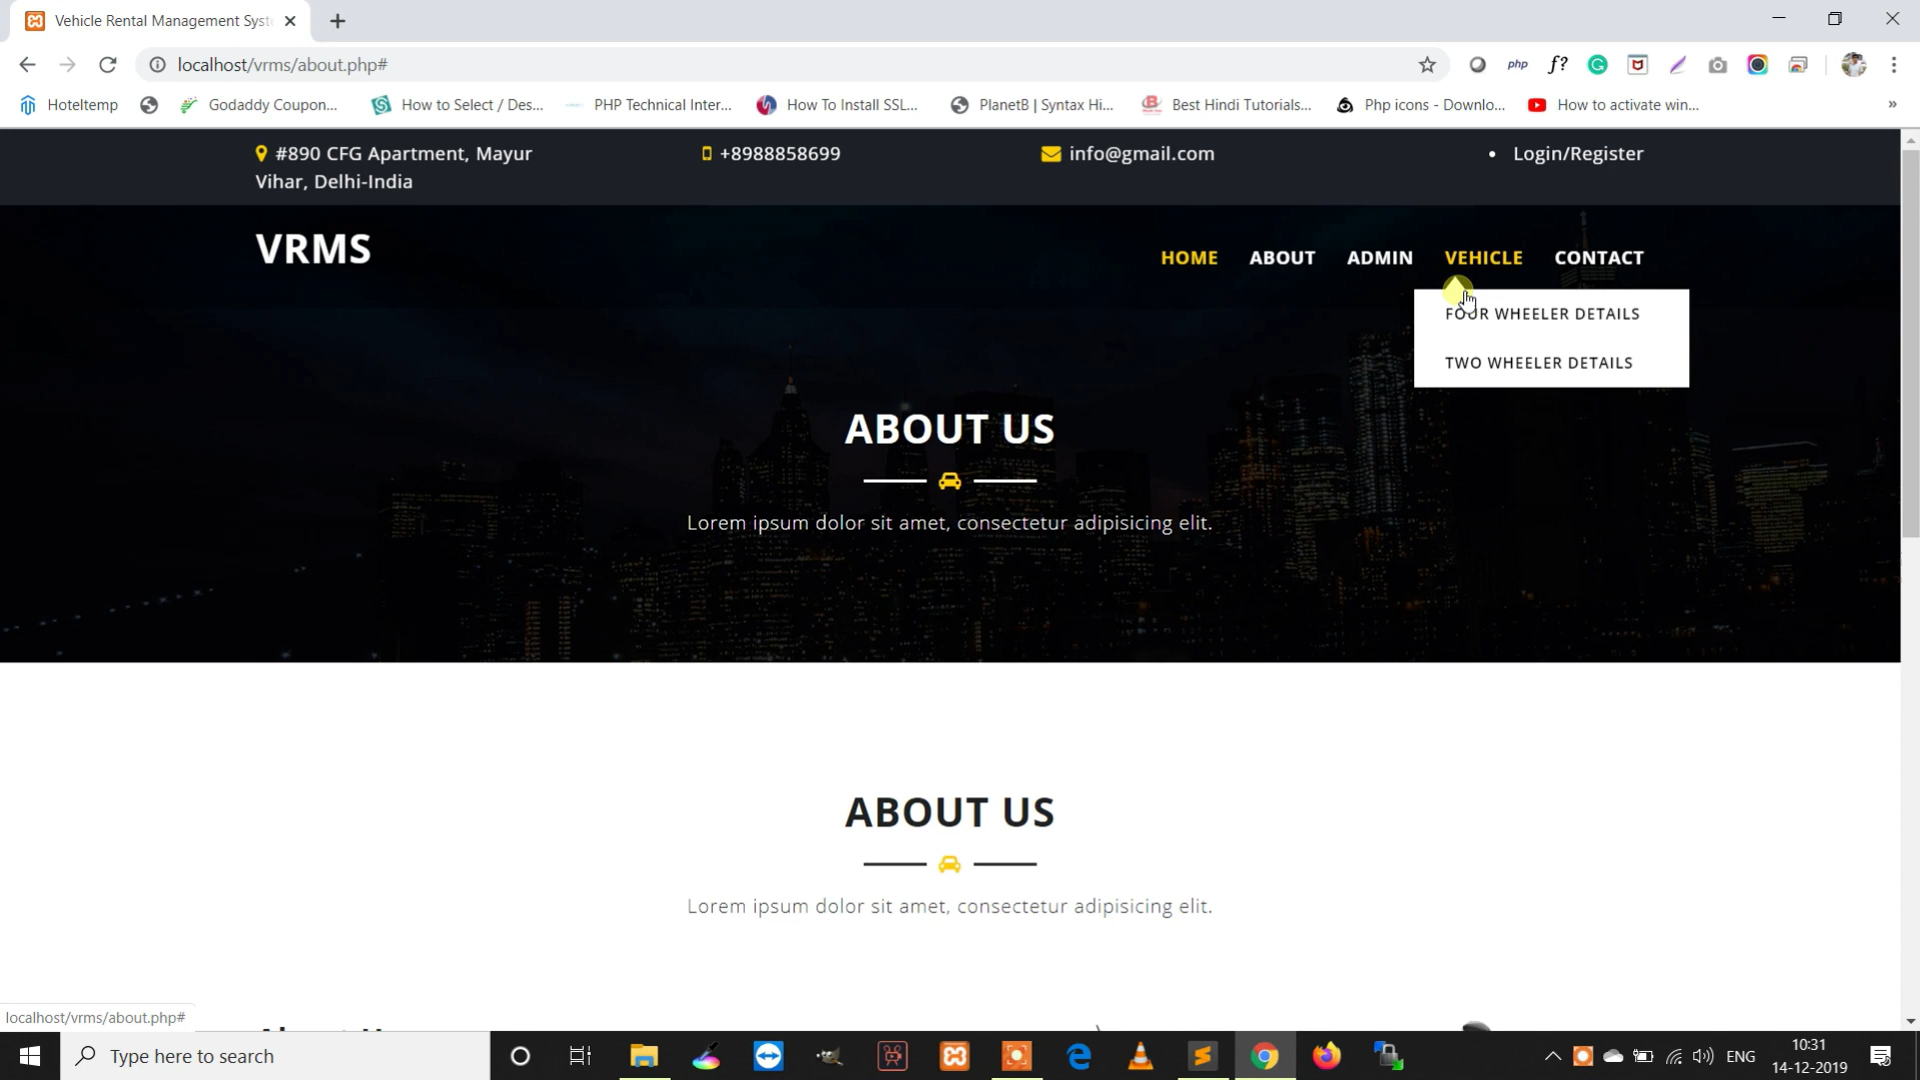 Vehicle Rental Management Syst
localhost/vrms/about.php#
php
f?
Hoteltemp
Godaddy Coupon...
How to Select / Des...
PHP Technical Inter...
How To Install SSL...
PlanetB | Syntax Hi...
Best Hindi Tutorials...
Php icons - Downlo...
How to activate win...
»
#890 CFG Apartment, Mayur
Vihar, Delhi-India
+8988858699
info@gmail.com
• Login/Register
VRMS
HOME ABOUT ADMIN VEHICLE CONTACT
FOUR WHEELER DETAILS
TWO WHEELER DETAILS
ABOUT US
Lorem ipsum dolor sit amet, consectetur adipisicing elit.
ABOUT US
Lorem ipsum dolor sit amet, consectetur adipisicing elit.
localhost/vrms/about.php#
Type here to search
ENG
10:31
14-12-2019